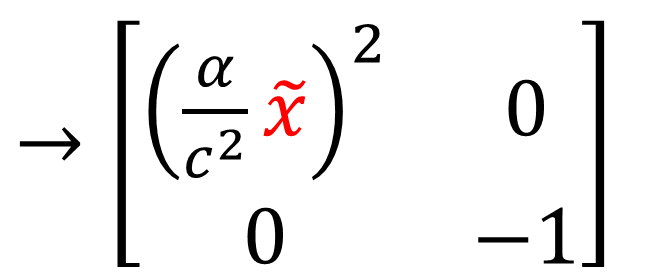 → [ (α/c² x̃)² 0
0 −1 ]